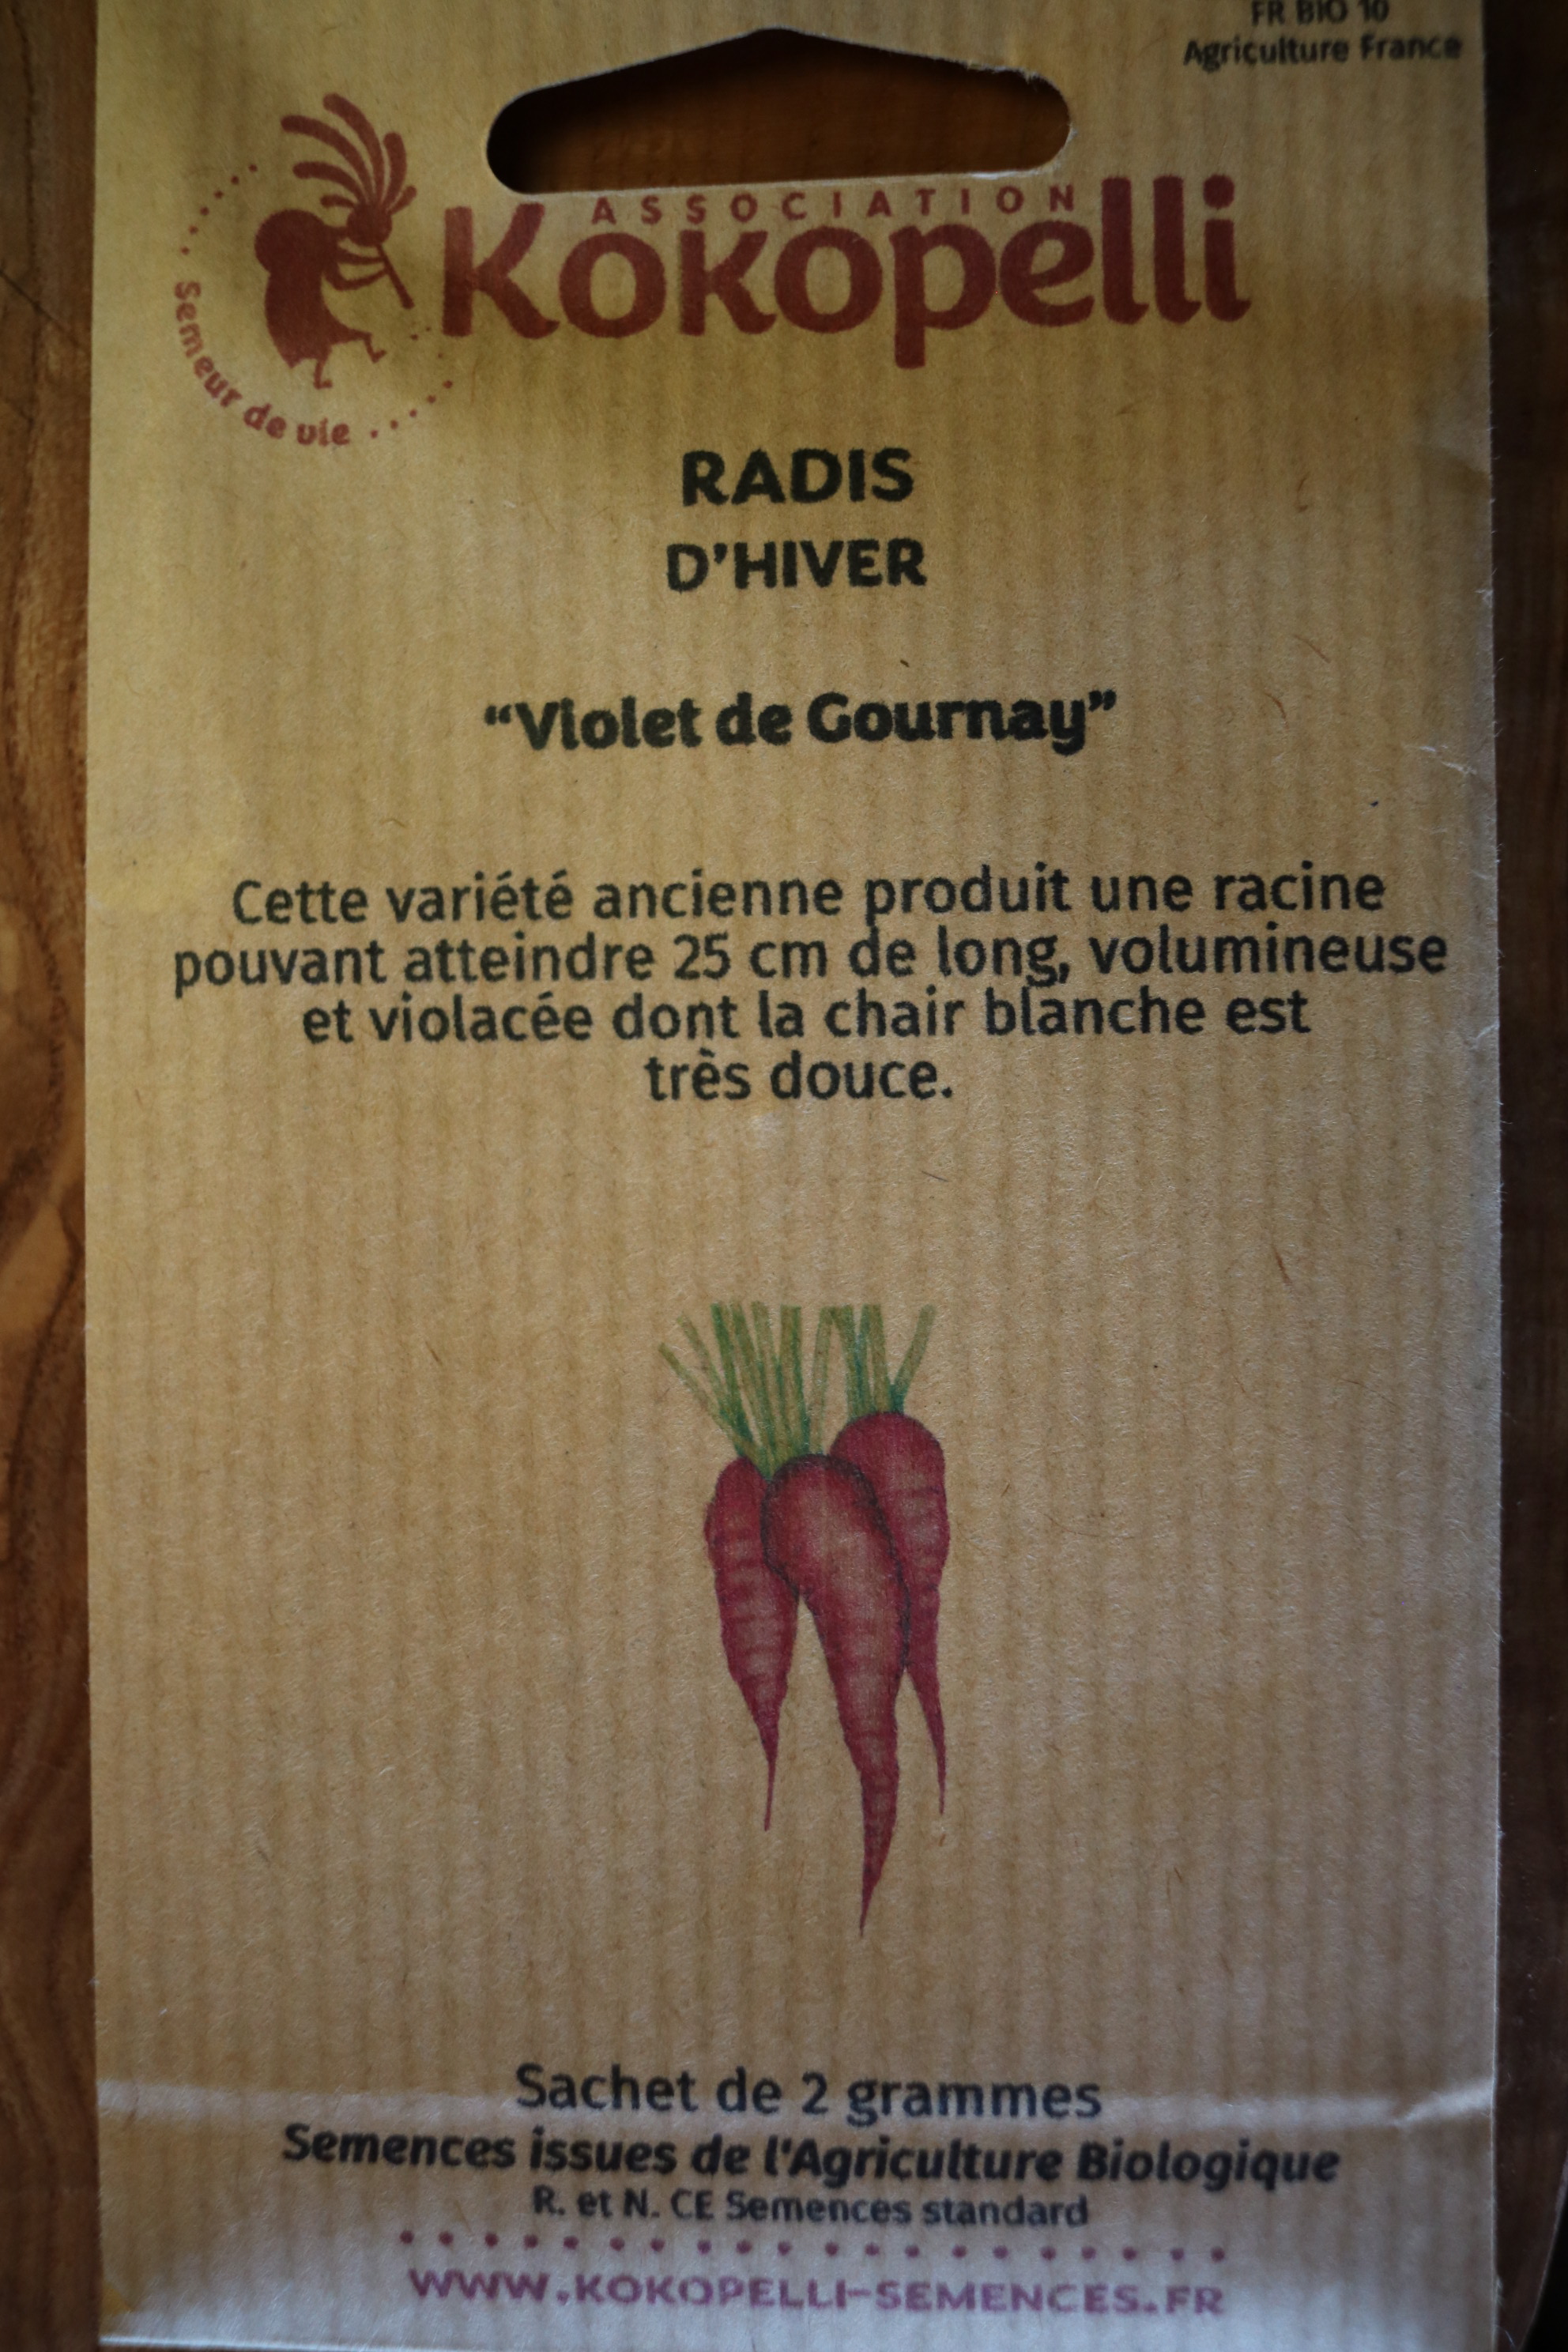 FR BIO 10
Agriculture France
ASSOCIATION
Kokopelli
Semeur de vie
RADIS
D'HIVER
“Violet de Gournay”
Cette variété ancienne produit une racine
pouvant atteindre 25 cm de long, volumineuse
et violacée dont la chair blanche est
très douce.
Sachet de 2 grammes
Semences issues de l'Agriculture Biologique
R. et N. CE Semences standard
WWW.KOKOPELLI-SEMENCES.FR